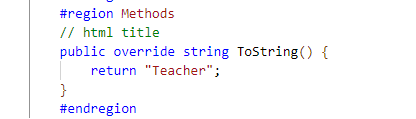 #region Methods
// html title
public override string ToString() {
return "Teacher";
}
#endregion